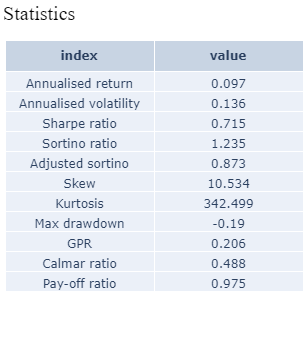 Statistics
index value
Annualised return 0.097
Annualised volatility 0.136
Sharpe ratio 0.715
Sortino ratio 1.235
Adjusted sortino 0.873
Skew 10.534
Kurtosis 342.499
Max drawdown -0.19
GPR 0.206
Calmar ratio 0.488
Pay-off ratio 0.975